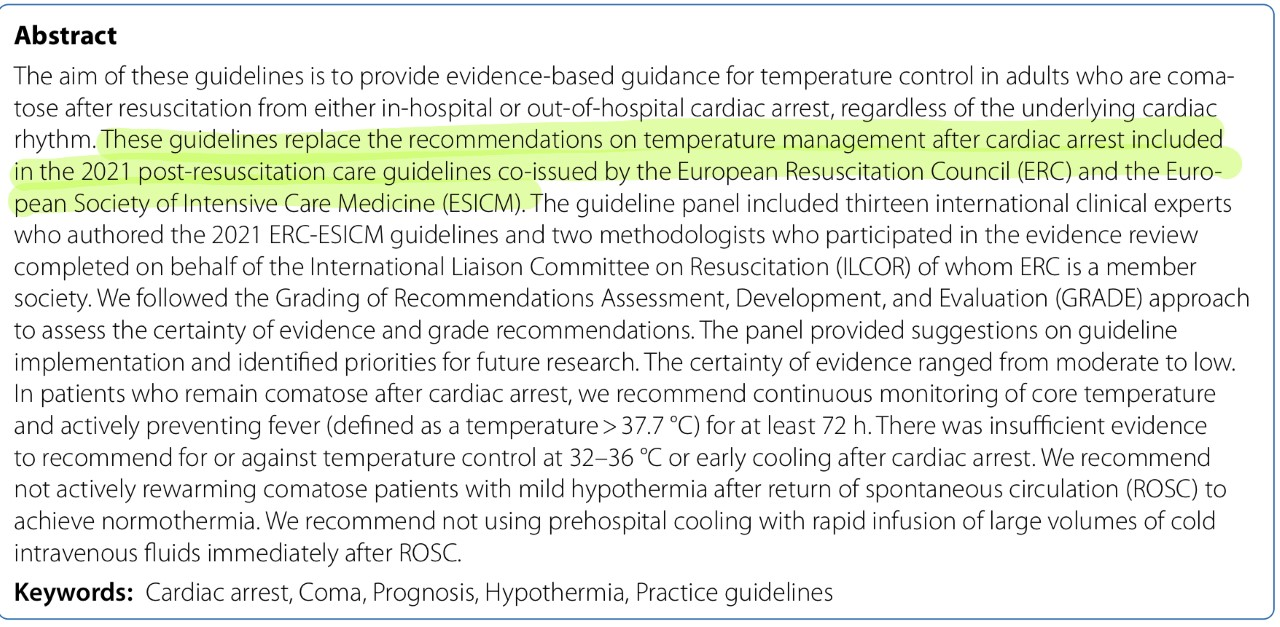 Abstract
The aim of these guidelines is to provide evidence-based guidance for temperature control in adults who are coma-
tose after resuscitation from either in-hospital or out-of-hospital cardiac arrest, regardless of the underlying cardiac
rhythm. These guidelines replace the recommendations on temperature management after cardiac arrest included
in the 2021 post-resuscitation care guidelines co-issued by the European Resuscitation Council (ERC) and the Euro-
pean Society of Intensive Care Medicine (ESICM). The guideline panel included thirteen international clinical experts
who authored the 2021 ERC-ESICM guidelines and two methodologists who participated in the evidence review
completed on behalf of the International Liaison Committee on Resuscitation (ILCOR) of whom ERC is a member
society. We followed the Grading of Recommendations Assessment, Development, and Evaluation (GRADE) approach
to assess the certainty of evidence and grade recommendations. The panel provided suggestions on guideline
implementation and identified priorities for future research. The certainty of evidence ranged from moderate to low.
In patients who remain comatose after cardiac arrest, we recommend continuous monitoring of core temperature
and actively preventing fever (defined as a temperature > 37.7 °C) for at least 72 h. There was insufficient evidence
to recommend for or against temperature control at 32–36 °C or early cooling after cardiac arrest. We recommend
not actively rewarming comatose patients with mild hypothermia after return of spontaneous circulation (ROSC) to
achieve normothermia. We recommend not using prehospital cooling with rapid infusion of large volumes of cold
intravenous fluids immediately after ROSC.
Keywords: Cardiac arrest, Coma, Prognosis, Hypothermia, Practice guidelines